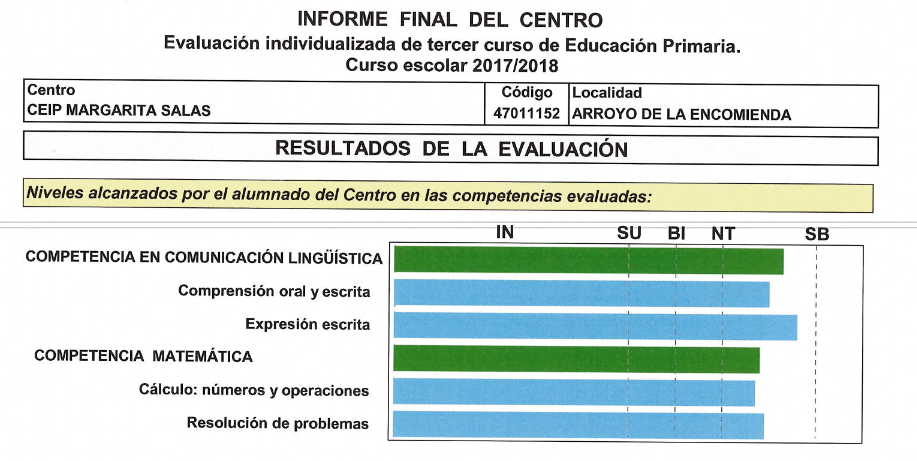 INFORME FINAL DEL CENTRO
Evaluación individualizada de tercer curso de Educación Primaria.
Curso escolar 2017/2018
Centro Código Localidad
CEIP MARGARITA SALAS 47011152 ARROYO DE LA ENCOMIENDA
RESULTADOS DE LA EVALUACIÓN
Niveles alcanzados por el alumnado del Centro en las competencias evaluadas:
IN SU BI NT SB
COMPETENCIA EN COMUNICACIÓN LINGÜÍSTICA
Comprensión oral y escrita
Expresión escrita
COMPETENCIA MATEMÁTICA
Cálculo: números y operaciones
Resolución de problemas